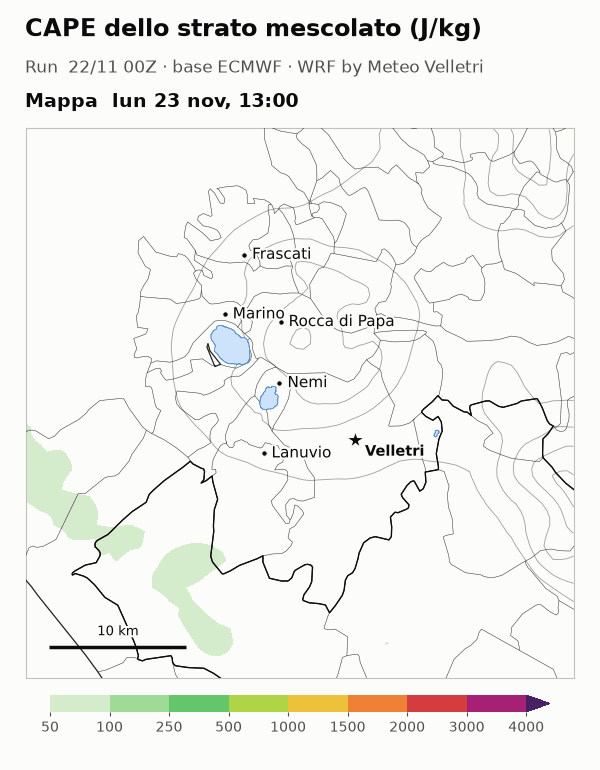 CAPE dello strato mescolato (J/kg)
Run  22/11 00Z · base ECMWF · WRF by Meteo Velletri
Mappa  lun 23 nov, 13:00
Frascati
Marino
Rocca di Papa
Nemi
Velletri
Lanuvio
10 km
50 100 250 500 1000 1500 2000 3000 4000